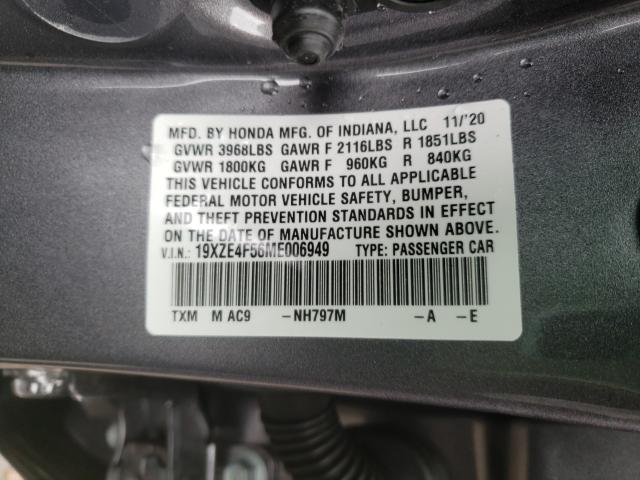 MFD. BY HONDA MFG. OF INDIANA, LLC 11/'20
GVWR 3968LBS GAWR F 2116LBS R 1851LBS
GVWR 1800KG GAWR F 960KG R 840KG
THIS VEHICLE CONFORMS TO ALL APPLICABLE
FEDERAL MOTOR VEHICLE SAFETY, BUMPER,
AND THEFT PREVENTION STANDARDS IN EFFECT
ON THE DATE OF MANUFACTURE SHOWN ABOVE.
V.I.N.: 19XZE4F56ME006949 TYPE: PASSENGER CAR
TXM M AC9 -NH797M -A -E